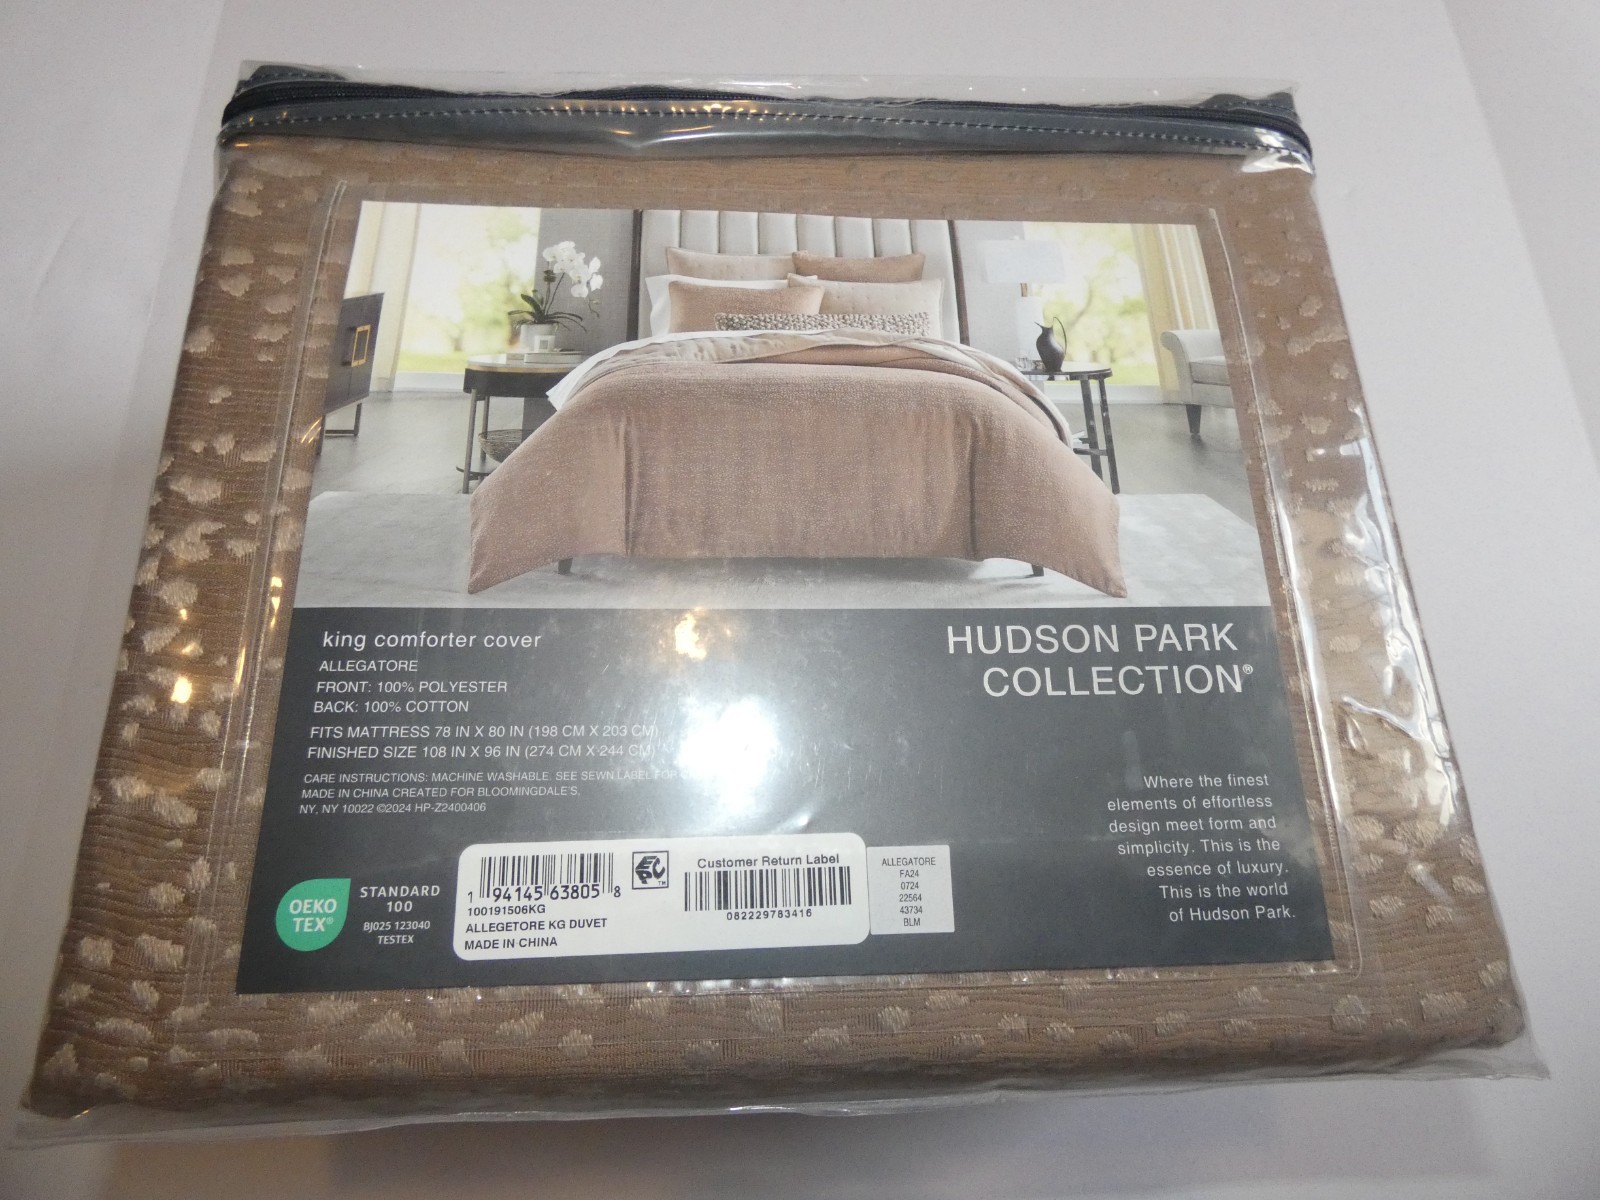 king comforter cover
ALLEGATORE
FRONT: 100% POLYESTER
BACK: 100% COTTON
FITS MATTRESS 78 IN X 80 IN (198 CM X 203 CM)
FINISHED SIZE 108 IN X 96 IN (274 CM X 244 CM)
CARE INSTRUCTIONS: MACHINE WASHABLE. SEE SEWN LABEL FOR
MADE IN CHINA CREATED FOR BLOOMINGDALE'S,
NY, NY 10022 ©2024 HP-Z2400406
HUDSON PARK
COLLECTION®
Where the finest
elements of effortless
design meet form and
simplicity. This is the
essence of luxury.
This is the world
of Hudson Park.
OEKO
TEX®
STANDARD
100
BJ025 123040
TESTEX
1 94145 63805 8
100191506KG
ALLEGETORE KG DUVET
MADE IN CHINA
EPC™
Customer Return Label
082229783416
ALLEGATORE
FA24
0724
22564
43734
BLM